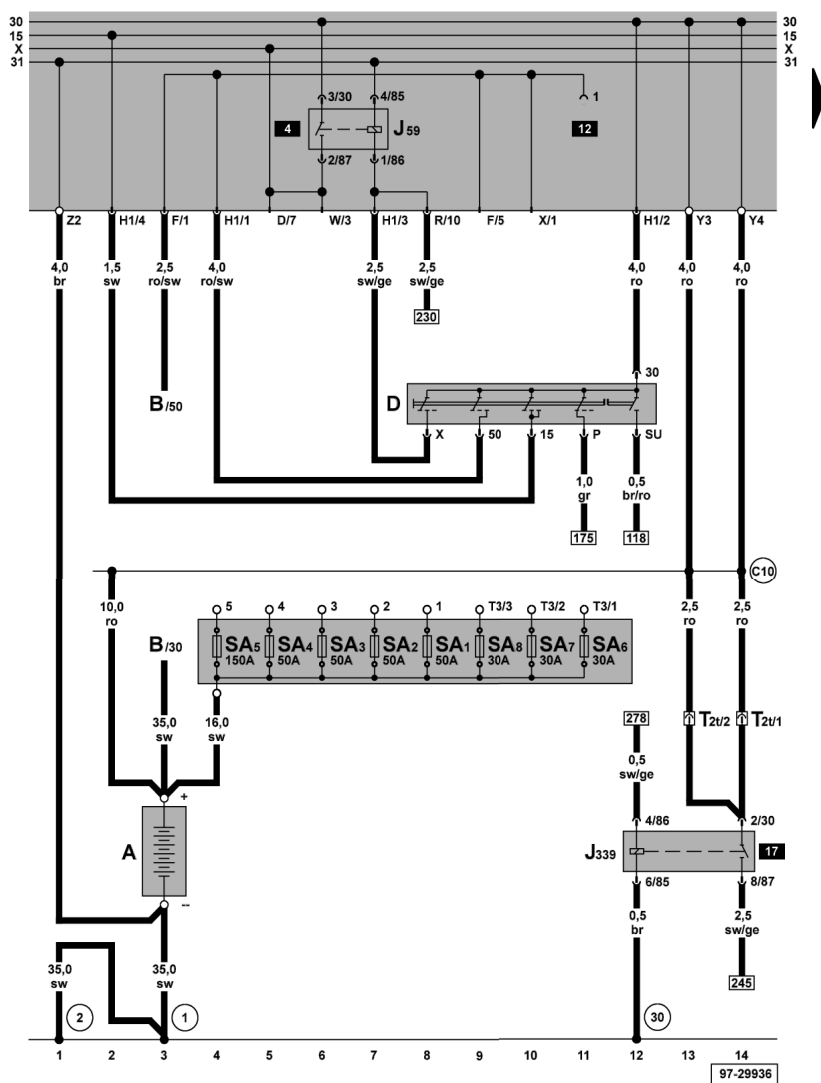 30 30
15 15
X X
31 31
3/30 4/85 1
4 J59 12
2/87 1/86
Z2 H1/4 F/1 H1/1 D/7 W/3 H1/3 R/10 F/5 X/1 H1/2 Y3 Y4
4,0 1,5 2,5 4,0 2,5 2,5 4,0 4,0 4,0
br sw ro/sw ro/sw sw/ge sw/ge ro ro ro
230
30
B/50 D
X 50 15 P SU
1,0 0,5
gr br/ro
175 118
C10
10,0 5 4 3 2 1 T3/3 T3/2 T3/1 2,5 2,5
ro ro ro
B/30 SA5 SA4 SA3 SA2 SA1 SA8 SA7 SA6
150A 50A 50A 50A 50A 30A 30A 30A
35,0 16,0 278 T2t/2 T2t/1
sw sw
0,5
sw/ge
+ 4/86 2/30
A J339 17
-- 6/85 8/87
0,5 2,5
br sw/ge
35,0 35,0 245
sw sw
2 1 30
1 2 3 4 5 6 7 8 9 10 11 12 13 14
97-29936